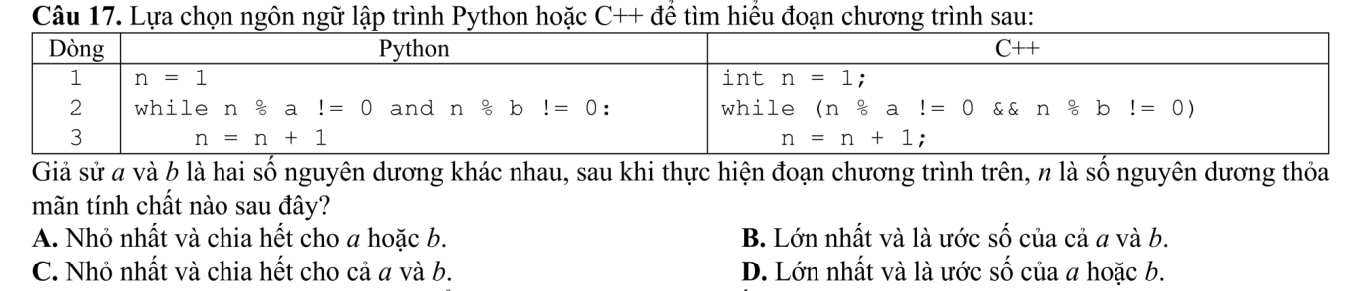 Câu 17. Lựa chọn ngôn ngữ lập trình Python hoặc C++ để tìm hiểu đoạn chương trình sau:
Dòng Python C++
1 n = 1 int n = 1;
2 while n % a != 0 and n % b != 0: while (n % a != 0 && n % b != 0)
3 n = n + 1 n = n + 1;
Giả sử a và b là hai số nguyên dương khác nhau, sau khi thực hiện đoạn chương trình trên, n là số nguyên dương thỏa
mãn tính chất nào sau đây?
A. Nhỏ nhất và chia hết cho a hoặc b. B. Lớn nhất và là ước số của cả a và b.
C. Nhỏ nhất và chia hết cho cả a và b. D. Lớn nhất và là ước số của a hoặc b.